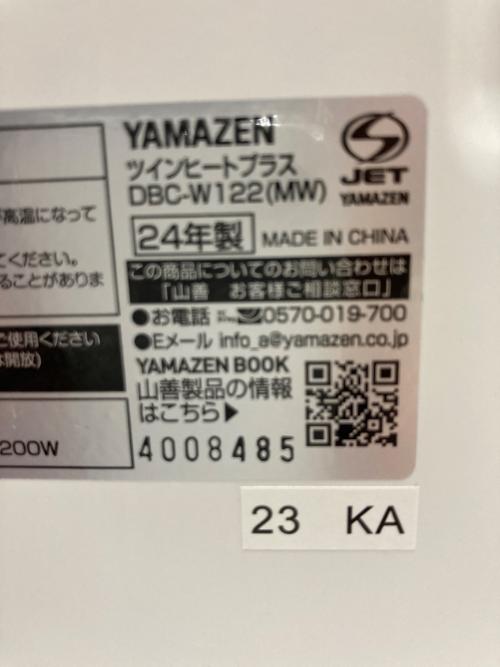 YAMAZEN
ツインヒートプラス
DBC-W122(MW)
JET
YAMAZEN
24年製 MADE IN CHINA
この商品についてのお問い合わせは
「山善 お客様ご相談窓口」
●お電話 0570-019-700
●Eメール info_a@yamazen.co.jp
YAMAZEN BOOK
山善製品の情報
はこちら▶
4008485
高温になって
ください。
ることがありま
ご使用ください
開放)
200W
23 KA